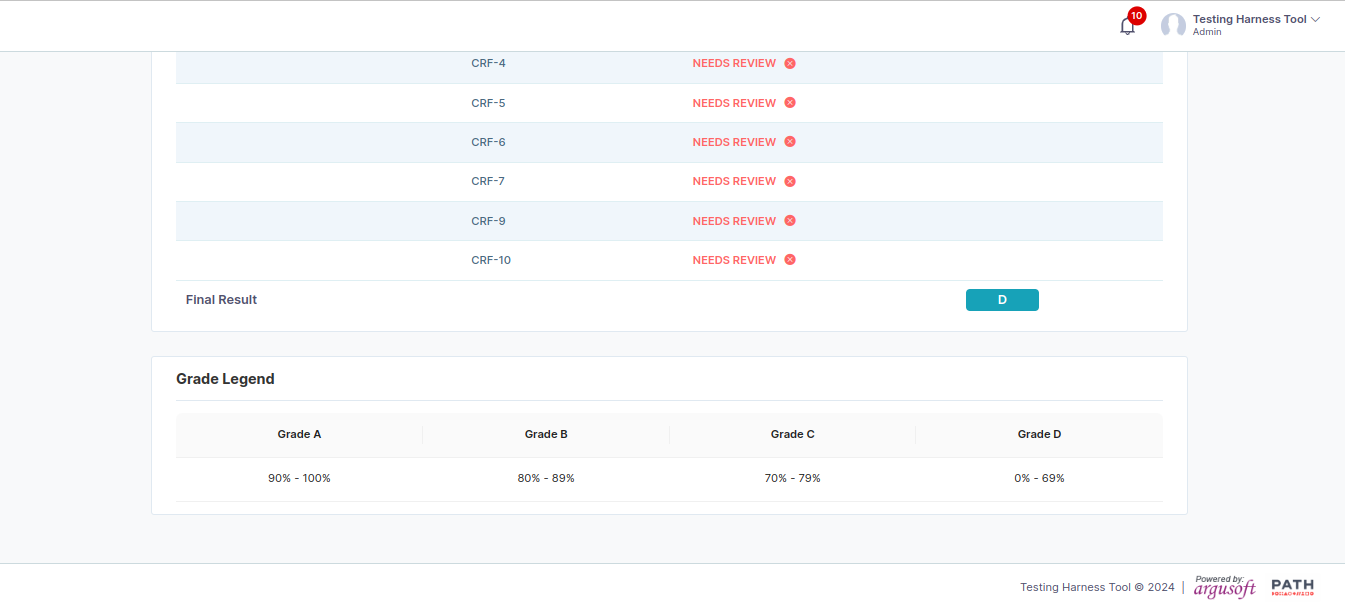 10
Testing Harness Tool
Admin
CRF-4 NEEDS REVIEW
CRF-5 NEEDS REVIEW
CRF-6 NEEDS REVIEW
CRF-7 NEEDS REVIEW
CRF-9 NEEDS REVIEW
CRF-10 NEEDS REVIEW
Final Result D
Grade Legend
Grade A Grade B Grade C Grade D
90% - 100% 80% - 89% 70% - 79% 0% - 69%
Testing Harness Tool © 2024 |
Powered by:
argusoft
PATH